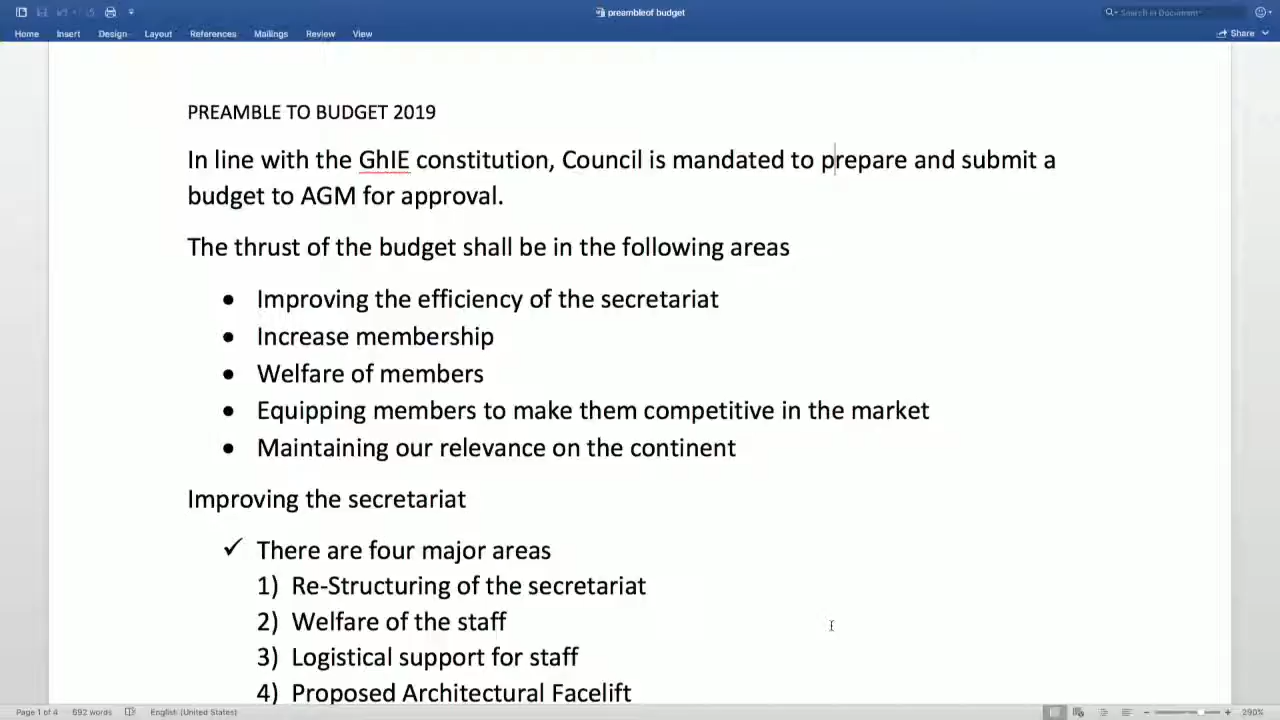 preambleof budget
Search in Document
Home Insert Design Layout References Mailings Review View Share
PREAMBLE TO BUDGET 2019
In line with the GhIE constitution, Council is mandated to prepare and submit a
budget to AGM for approval.
The thrust of the budget shall be in the following areas
• Improving the efficiency of the secretariat
• Increase membership
• Welfare of members
• Equipping members to make them competitive in the market
• Maintaining our relevance on the continent
Improving the secretariat
✓ There are four major areas
1) Re-Structuring of the secretariat
2) Welfare of the staff
3) Logistical support for staff
4) Proposed Architectural Facelift
Page 1 of 4 692 words English (United States) 290%